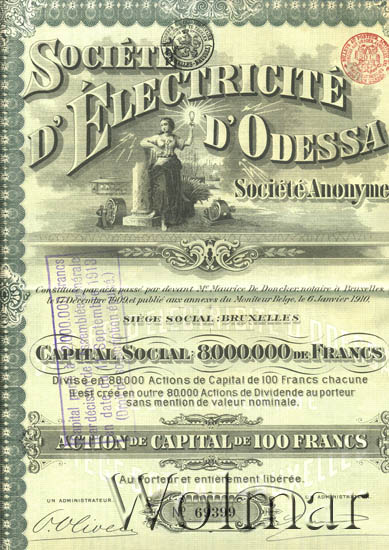 Société
d'Électricité
d'Odessa
Société Anonyme
Constituée par acte passé par devant Mᵉ Maurice De Doncker, notaire à Bruxelles
le 17 Décembre 1909, et publié aux annexes du Moniteur Belge, le 6 Janvier 1910.
SIÈGE SOCIAL: BRUXELLES
CAPITAL SOCIAL: 8.000.000 DE FRANCS
Divisé en 80.000 Actions de Capital de 100 Francs chacune
Il est créé en outre 80.000 Actions de Dividende au porteur
sans mention de valeur nominale.
ACTION DE CAPITAL DE 100 FRANCS
Au Porteur et entièrement libérée.
UN ADMINISTRATEUR
UN ADMINISTRATEUR
Nº 69399
Wolmar